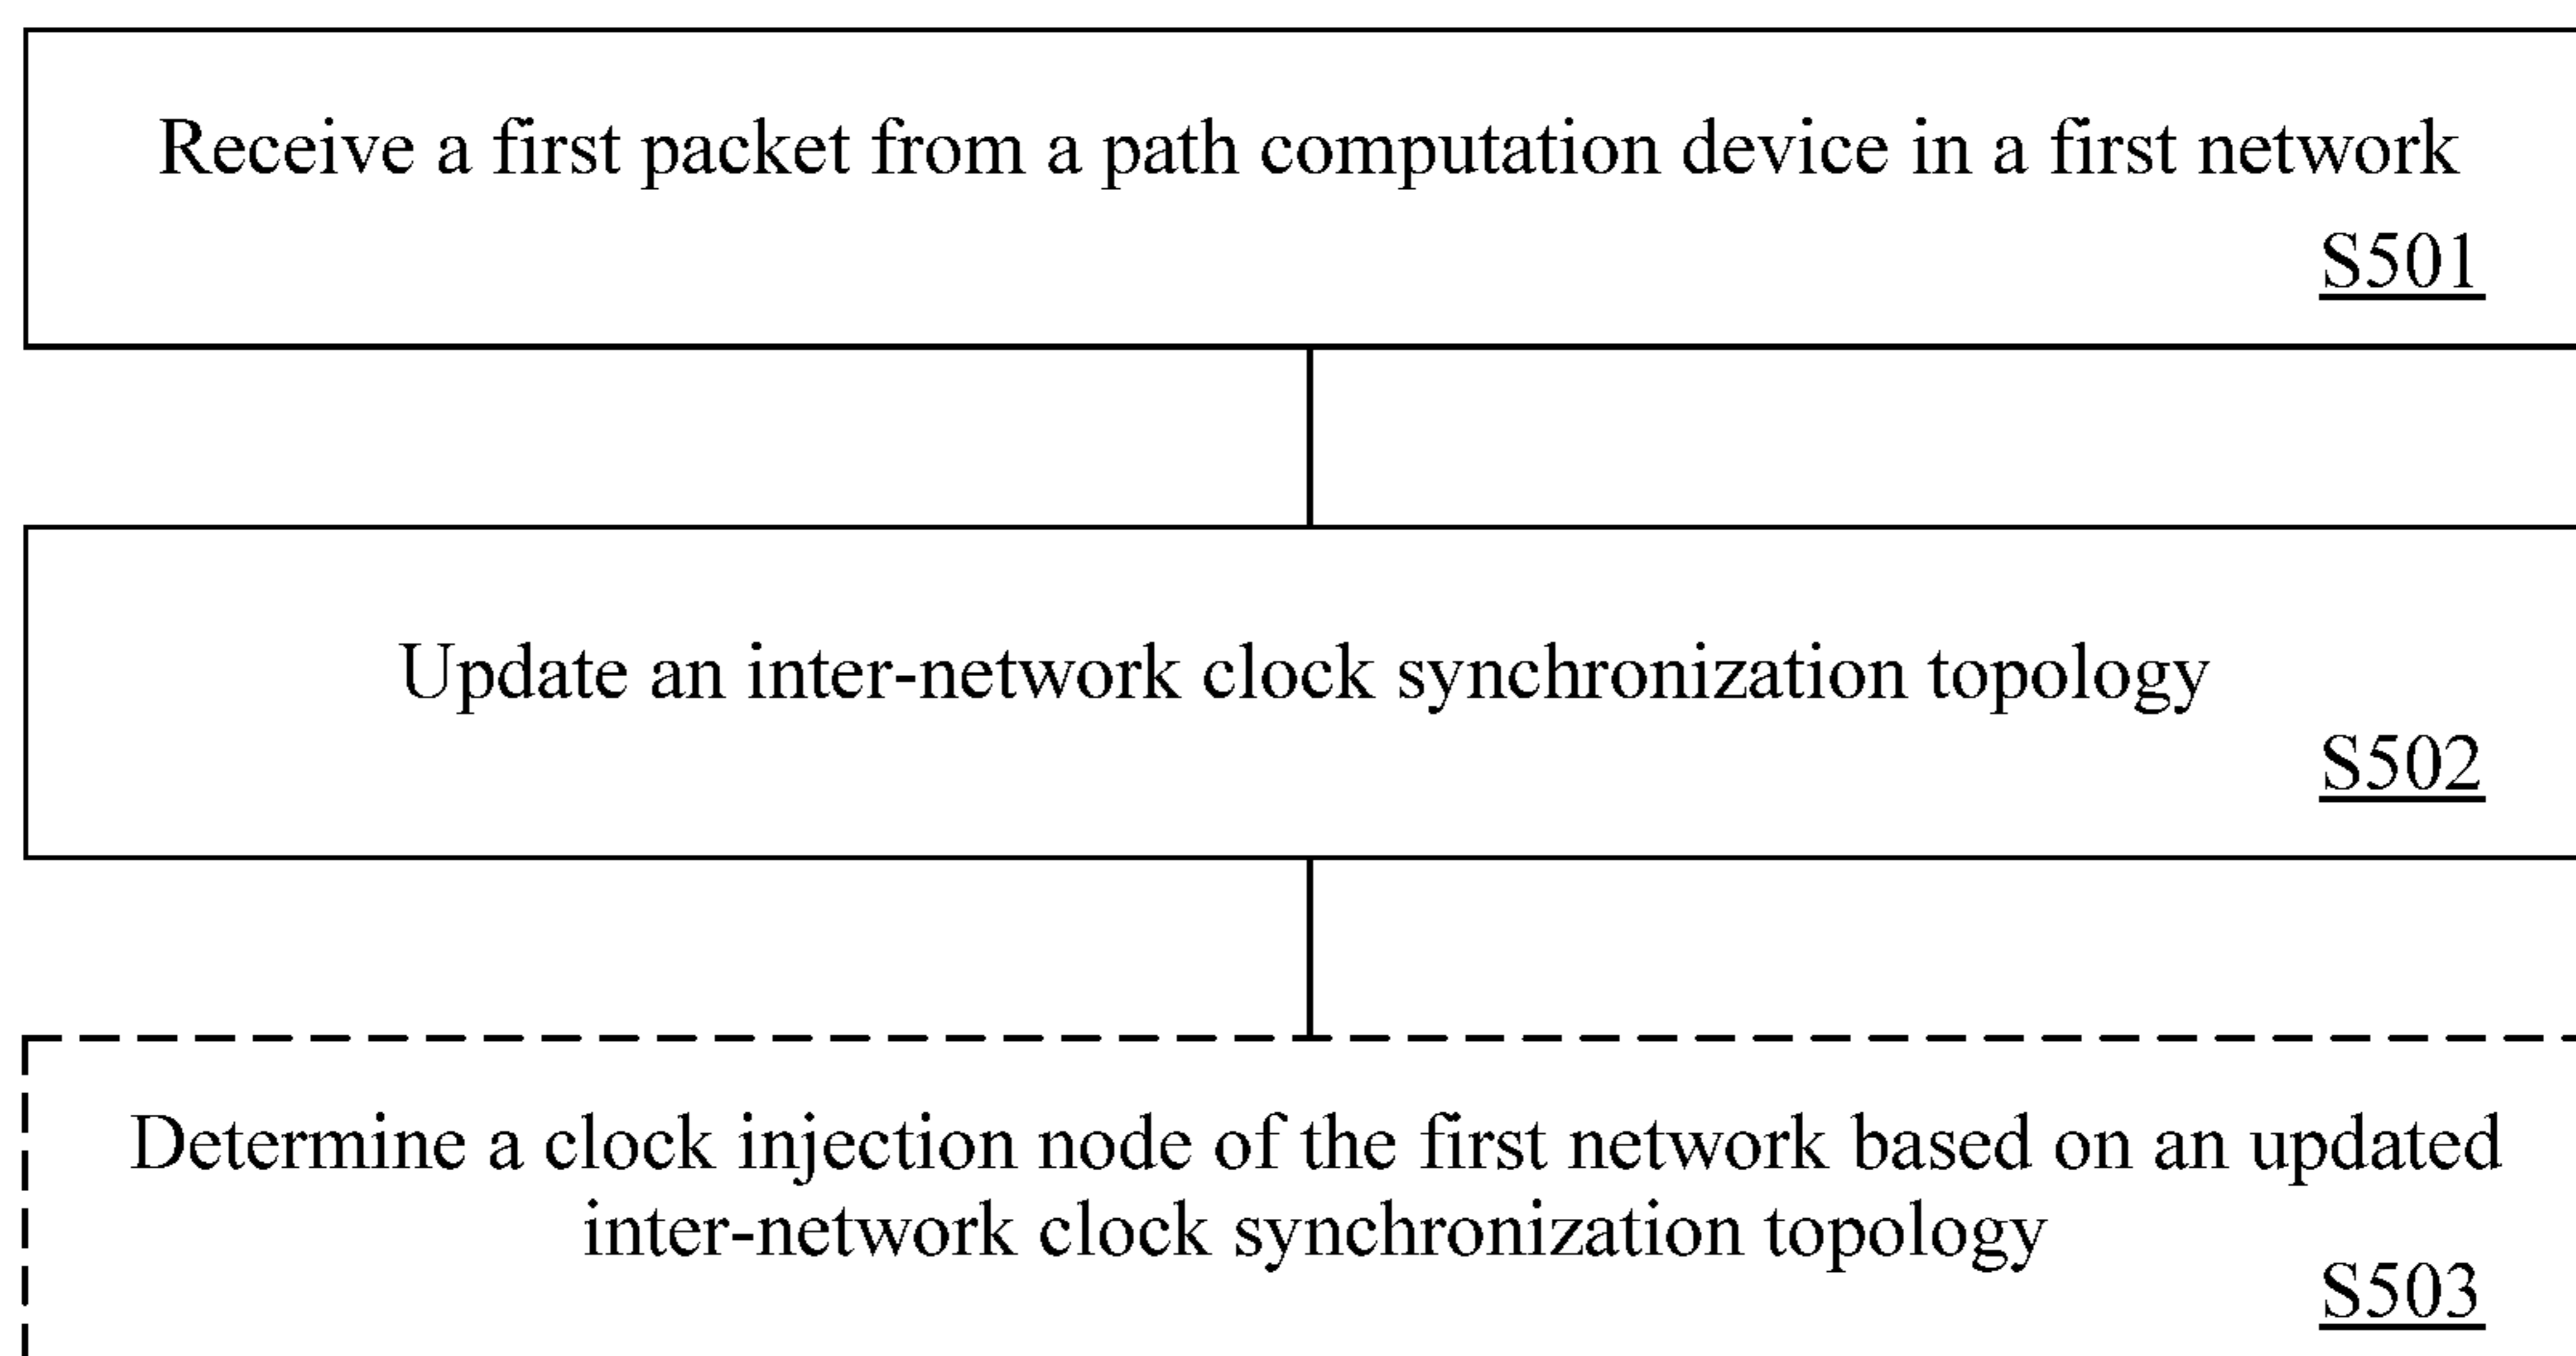 Receive a first packet from a path computation device in a first network
S501
Update an inter-network clock synchronization topology
S502
Determine a clock injection node of the first network based on an updated
inter-network clock synchronization topology
S503